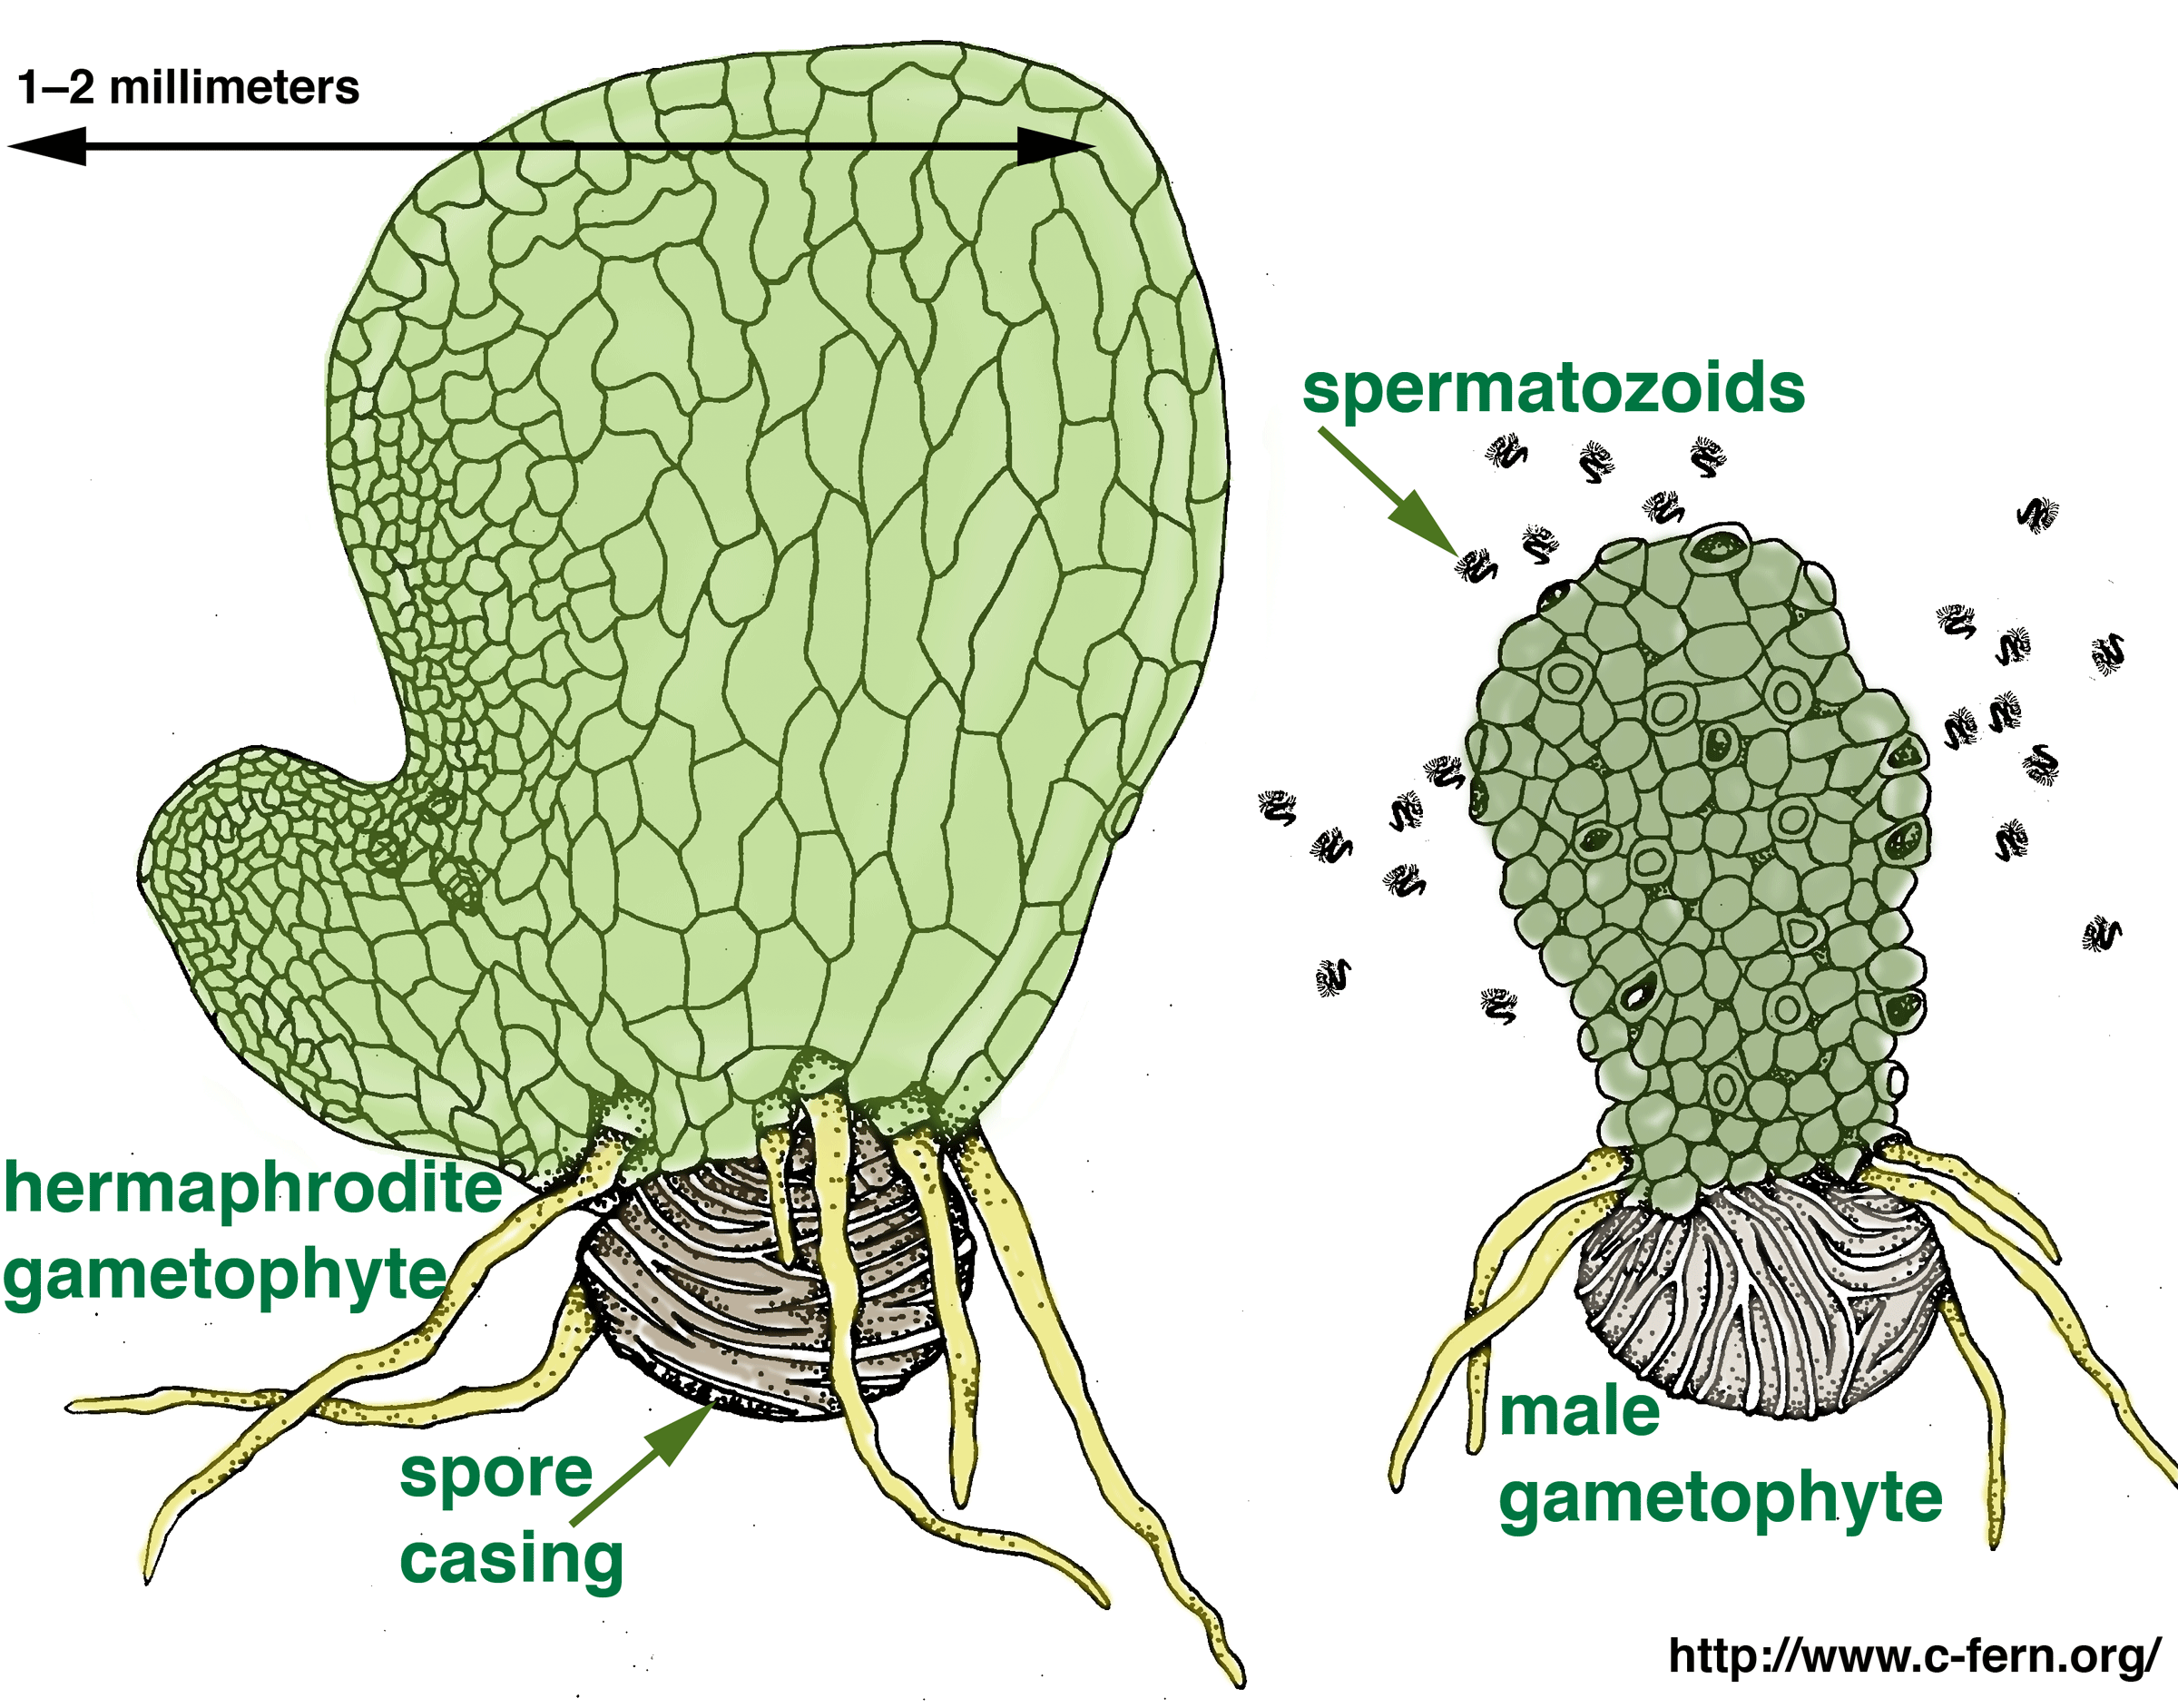 1–2 millimeters
spermatozoids
hermaphrodite
gametophyte
spore
casing
male
gametophyte
http://www.c-fern.org/